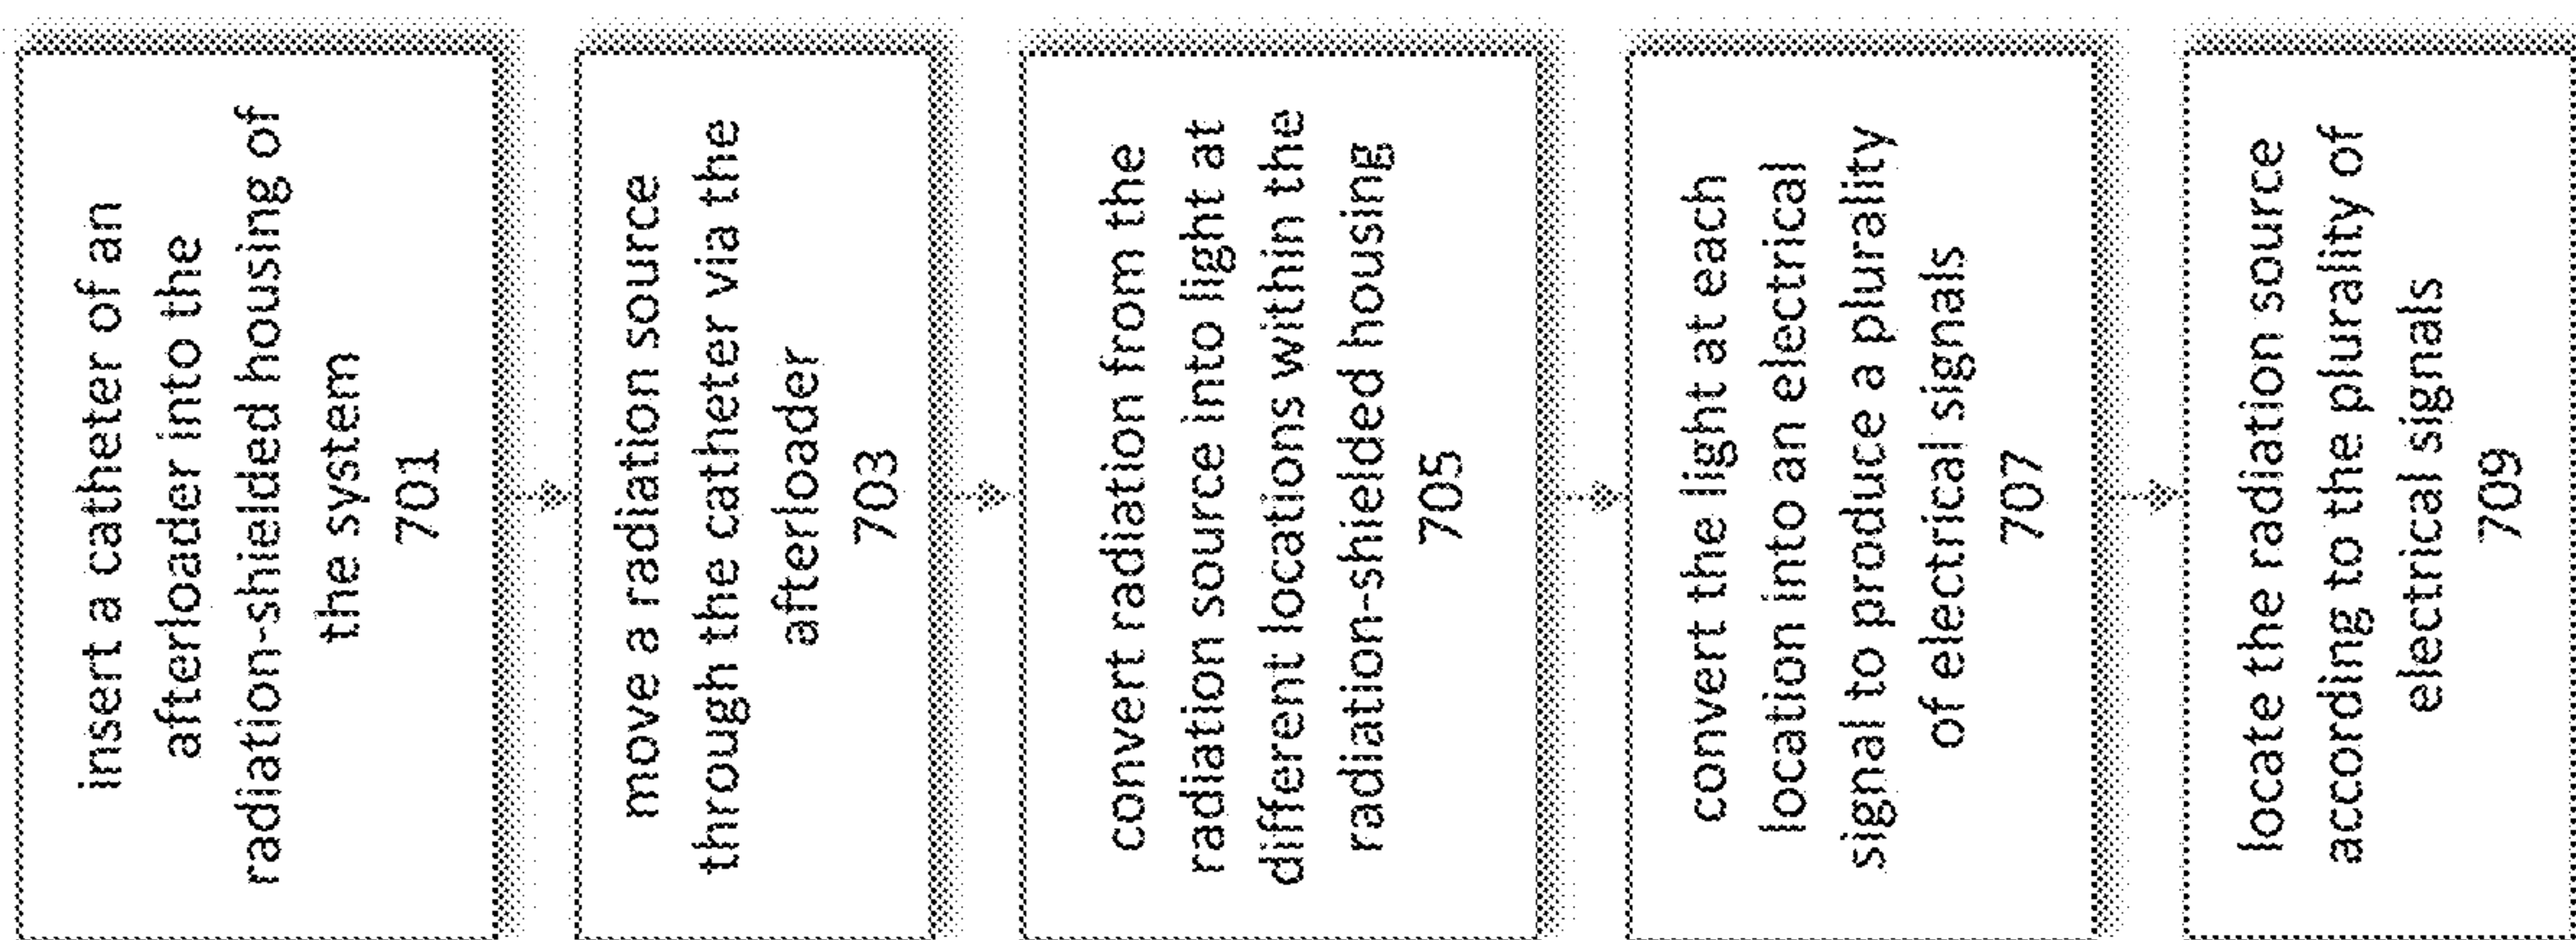 insert a catheter of an
afterloader into the
radiation-shielded housing of
the system
701
move a radiation source
through the catheter via the
afterloader
703
convert radiation from the
radiation source into light at
different locations within the
radiation-shielded housing
705
convert the light at each
location into an electrical
signal to produce a plurality
of electrical signals
707
locate the radiation source
according to the plurality of
electrical signals
709